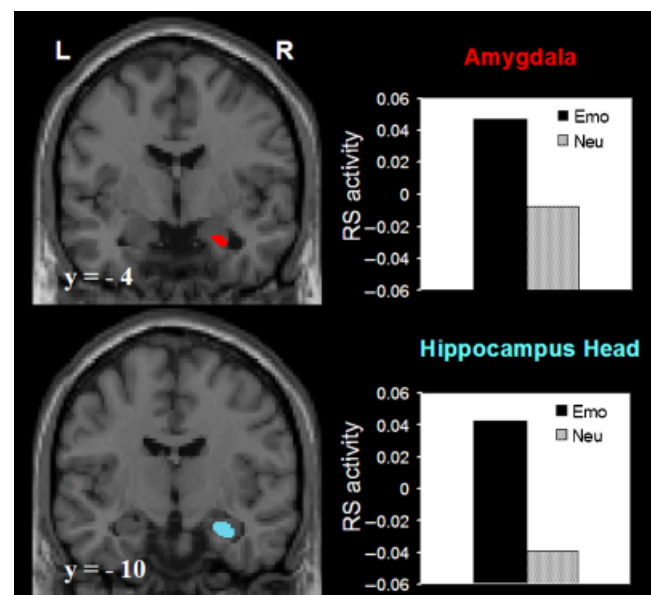 L
R
y = - 4
Amygdala
RS activity
0.06
0.04
0.02
0
–0.02
–0.04
–0.06
Emo
Neu
y = - 10
Hippocampus Head
RS activity
0.06
0.04
0.02
0
–0.02
–0.04
–0.06
Emo
Neu